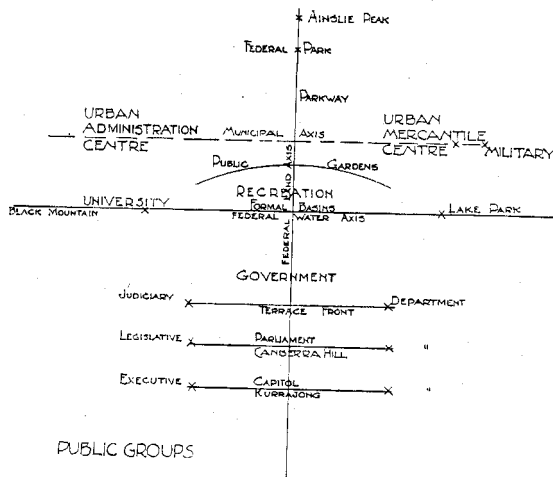 AINSLIE PEAK
FEDERAL PARK
PARKWAY
URBAN ADMINISTRATION CENTRE
MUNICIPAL AXIS
URBAN MERCANTILE CENTRE
MILITARY
PUBLIC GARDENS
FEDERAL LAND AXIS
RECREATION
UNIVERSITY
FORMAL BASINS
LAKE PARK
BLACK MOUNTAIN
FEDERAL WATER AXIS
GOVERNMENT
JUDICIARY
DEPARTMENT
TERRACE FRONT
LEGISLATIVE
PARLIAMENT
"
CANBERRA HILL
EXECUTIVE
CAPITOL
"
KURRAJONG
PUBLIC GROUPS